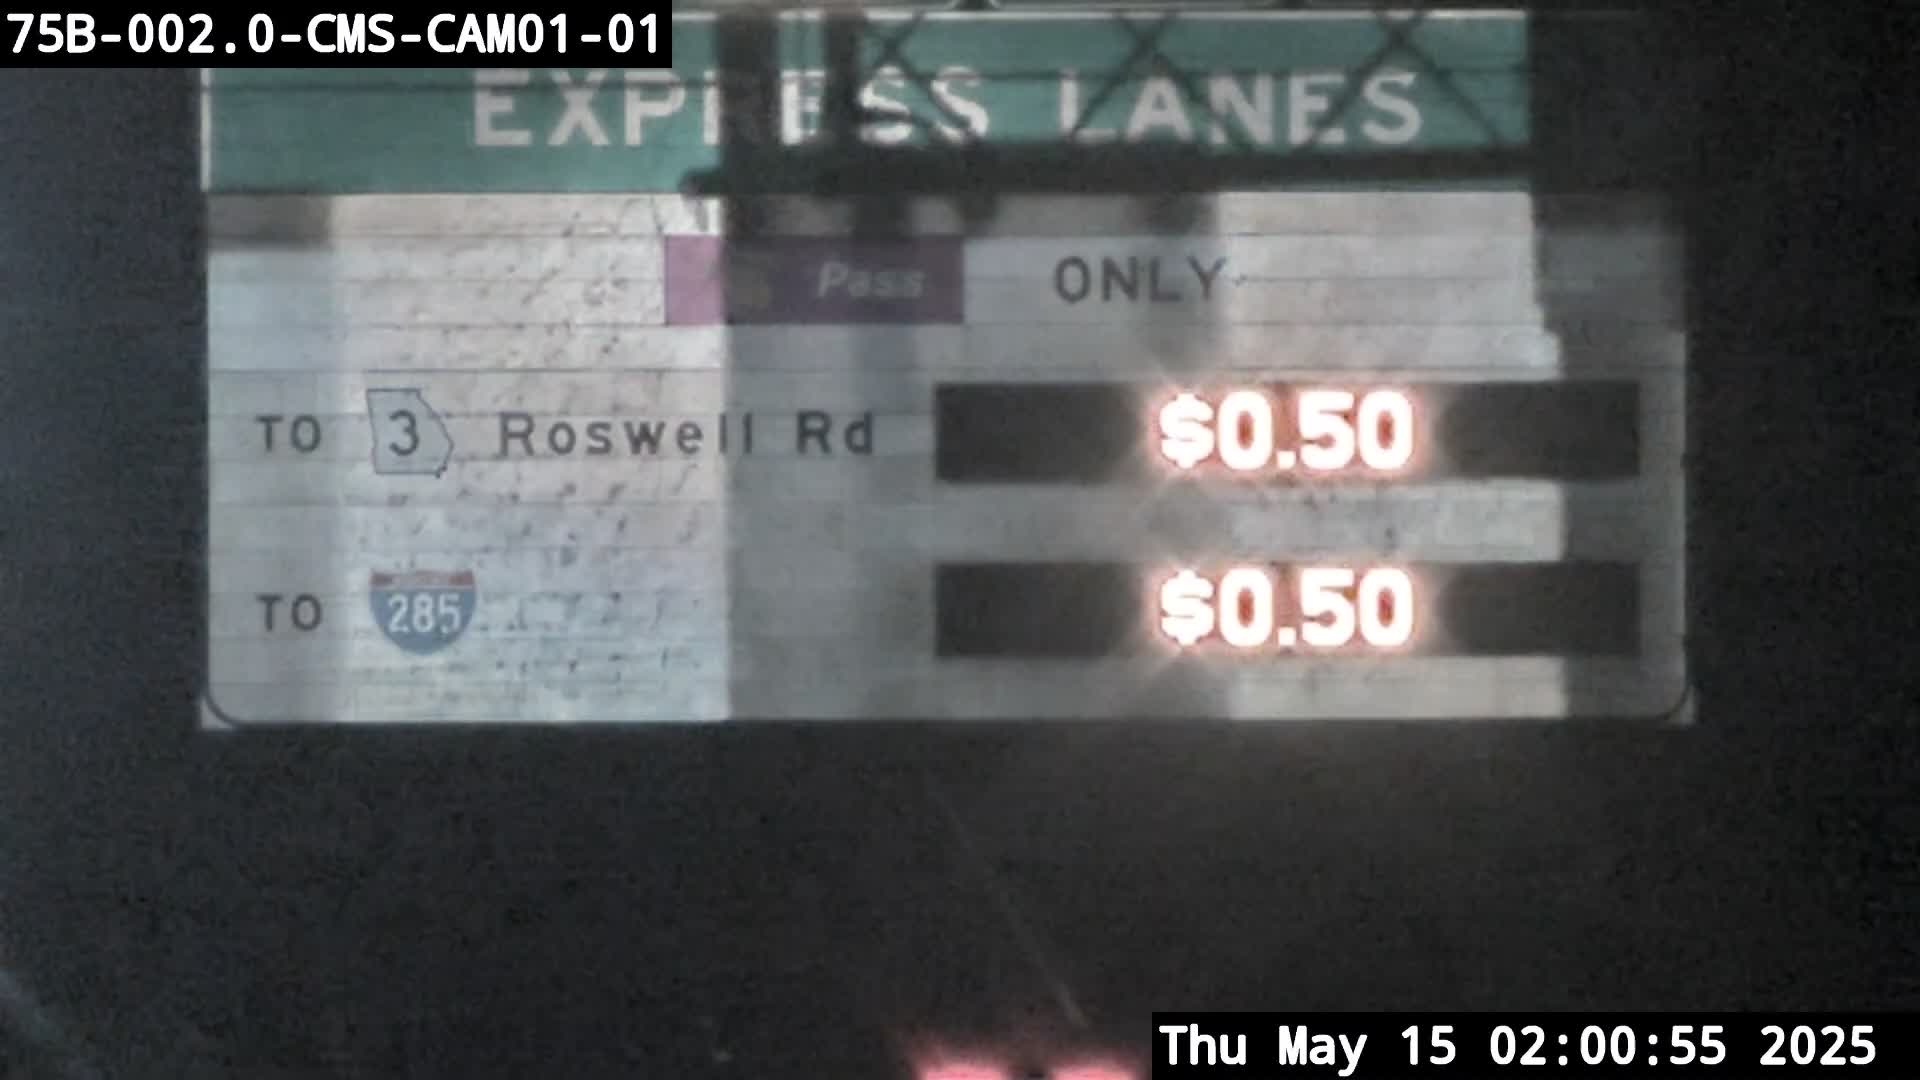 75B-002.0-CMS-CAM01-01
EXPRESS LANES
Pass ONLY
TO 3 Roswell Rd $0.50
TO 285 $0.50
Thu May 15 02:00:55 2025